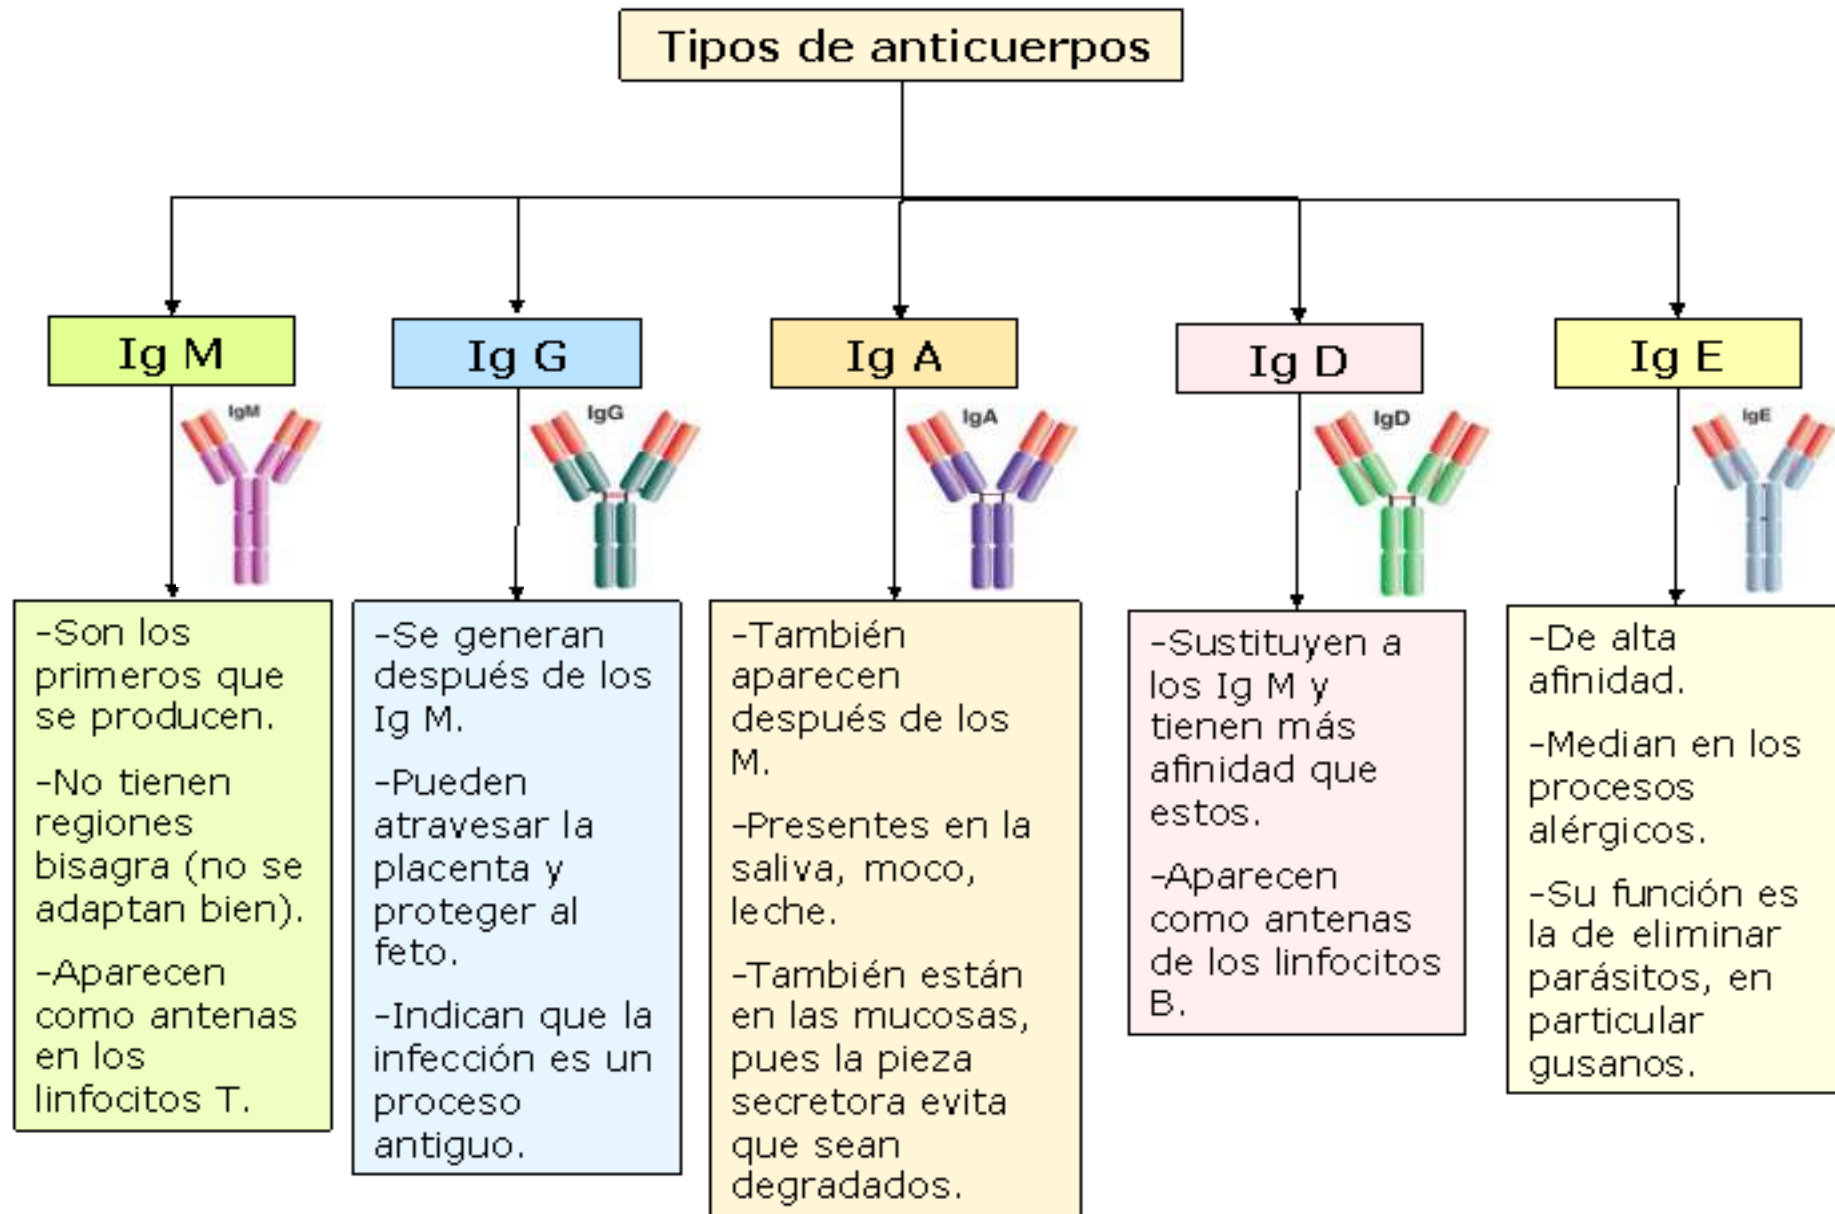 Tipos de anticuerpos
Ig M
IgM
-Son los
primeros que
se producen.
-No tienen
regiones
bisagra (no se
adaptan bien).
-Aparecen
como antenas
en los
linfocitos T.
Ig G
IgG
-Se generan
después de los
Ig M.
-Pueden
atravesar la
placenta y
proteger al
feto.
-Indican que la
infección es un
proceso
antiguo.
Ig A
IgA
-También
aparecen
después de los
M.
-Presentes en la
saliva, moco,
leche.
-También están
en las mucosas,
pues la pieza
secretora evita
que sean
degradados.
Ig D
IgD
-Sustituyen a
los Ig M y
tienen más
afinidad que
estos.
-Aparecen
como antenas
de los linfocitos
B.
Ig E
IgE
-De alta
afinidad.
-Median en los
procesos
alérgicos.
-Su función es
la de eliminar
parásitos, en
particular
gusanos.